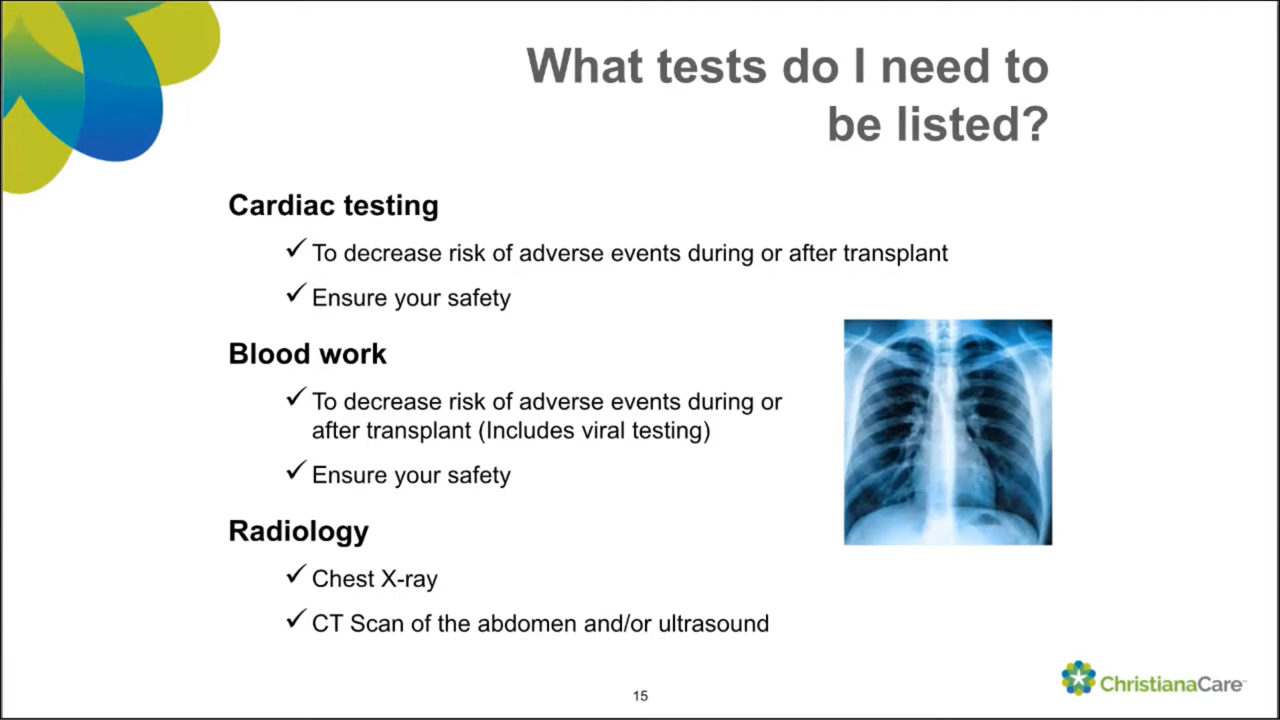 What tests do I need to
be listed?
Cardiac testing
✓ To decrease risk of adverse events during or after transplant
✓ Ensure your safety
Blood work
✓ To decrease risk of adverse events during or
after transplant (Includes viral testing)
✓ Ensure your safety
Radiology
✓ Chest X-ray
✓ CT Scan of the abdomen and/or ultrasound
15
ChristianaCare™